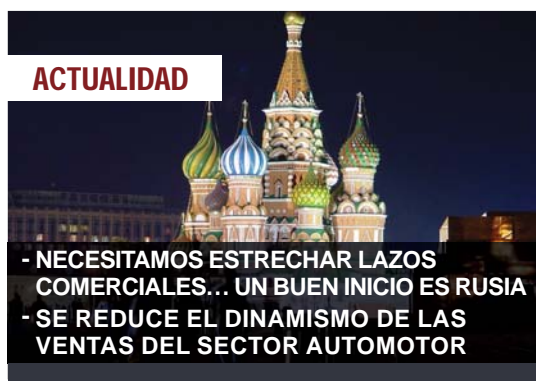 ACTUALIDAD
- NECESITAMOS ESTRECHAR LAZOS
COMERCIALES... UN BUEN INICIO ES RUSIA
- SE REDUCE EL DINAMISMO DE LAS
VENTAS DEL SECTOR AUTOMOTOR